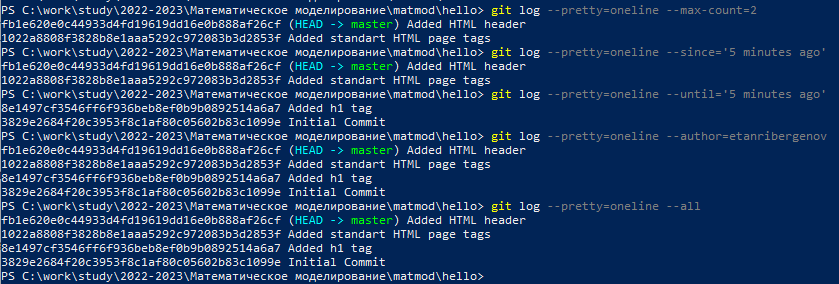 PS C:\work\study\2022-2023\Математическое моделирование\matmod\hello> git log --pretty=oneline --max-count=2
fb1e620e0c44933d4fd19619dd16e0b888af26cf (HEAD -> master) Added HTML header
1022a8808f3828b8e1aaa5292c972083b3d2853f Added standart HTML page tags
PS C:\work\study\2022-2023\Математическое моделирование\matmod\hello> git log --pretty=oneline --since='5 minutes ago'
fb1e620e0c44933d4fd19619dd16e0b888af26cf (HEAD -> master) Added HTML header
1022a8808f3828b8e1aaa5292c972083b3d2853f Added standart HTML page tags
PS C:\work\study\2022-2023\Математическое моделирование\matmod\hello> git log --pretty=oneline --until='5 minutes ago'
8e1497cf3546ff6f936beb8ef0b9b0892514a6a7 Added h1 tag
3829e2684f20c3953f8c1af80c05602b83c1099e Initial Commit
PS C:\work\study\2022-2023\Математическое моделирование\matmod\hello> git log --pretty=oneline --author=etanribergenov
fb1e620e0c44933d4fd19619dd16e0b888af26cf (HEAD -> master) Added HTML header
1022a8808f3828b8e1aaa5292c972083b3d2853f Added standart HTML page tags
8e1497cf3546ff6f936beb8ef0b9b0892514a6a7 Added h1 tag
3829e2684f20c3953f8c1af80c05602b83c1099e Initial Commit
PS C:\work\study\2022-2023\Математическое моделирование\matmod\hello> git log --pretty=oneline --all
fb1e620e0c44933d4fd19619dd16e0b888af26cf (HEAD -> master) Added HTML header
1022a8808f3828b8e1aaa5292c972083b3d2853f Added standart HTML page tags
8e1497cf3546ff6f936beb8ef0b9b0892514a6a7 Added h1 tag
3829e2684f20c3953f8c1af80c05602b83c1099e Initial Commit
PS C:\work\study\2022-2023\Математическое моделирование\matmod\hello>